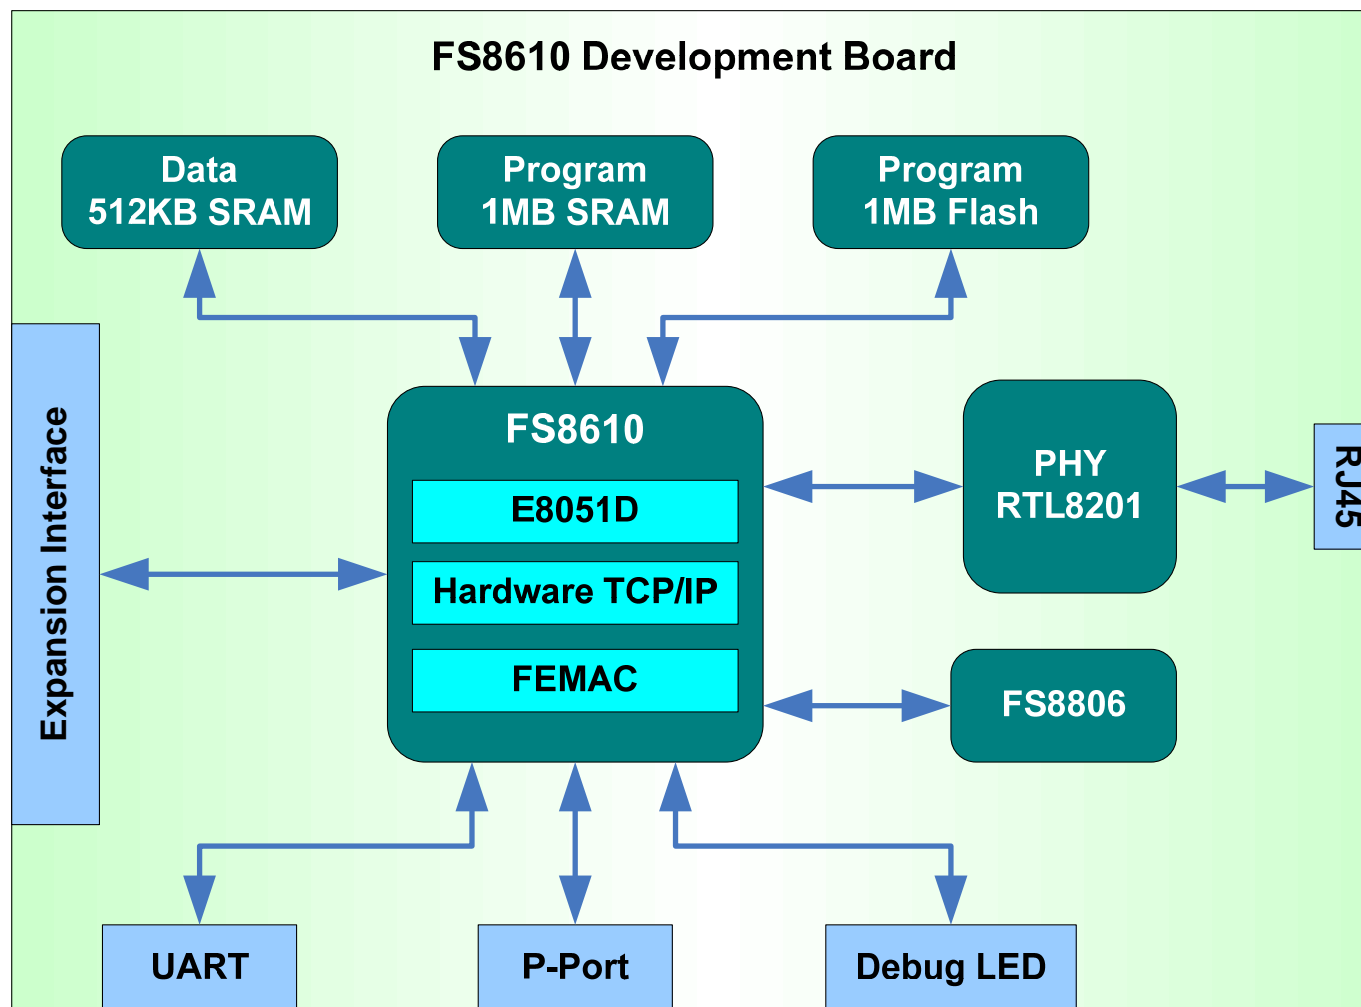 FS8610 Development Board
Data
512KB SRAM
Program
1MB SRAM
Program
1MB Flash
Expansion Interface
FS8610
E8051D
Hardware TCP/IP
FEMAC
PHY
RTL8201
RJ45
FS8806
UART
P-Port
Debug LED